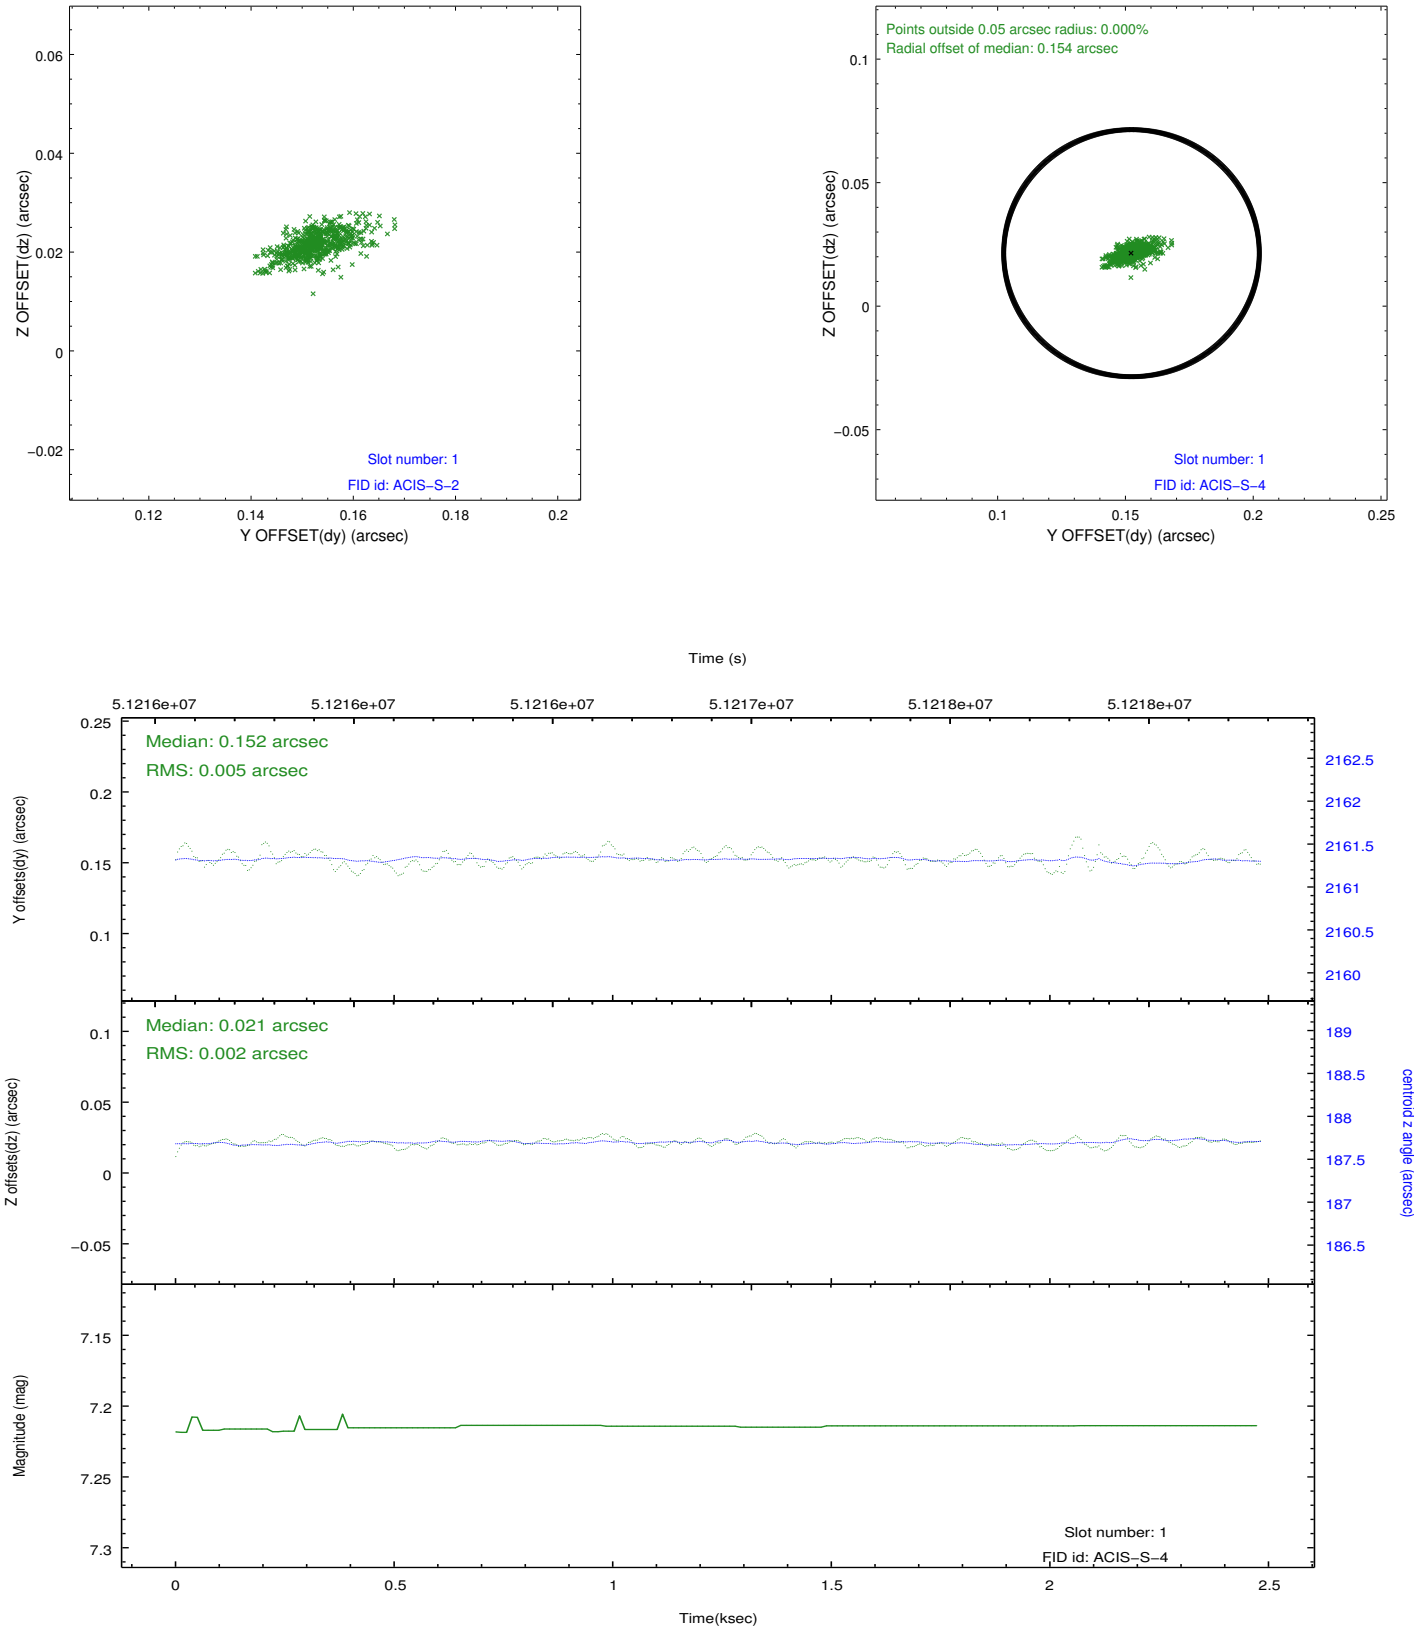 0.06
0.04
0.02
0
−0.02
Z OFFSET(dz) (arcsec)
Slot number: 1
FID id: ACIS−S−2
0.12 0.14 0.16 0.18 0.2
Y OFFSET(dy) (arcsec)
Points outside 0.05 arcsec radius: 0.000%
Radial offset of median: 0.154 arcsec
0.1
0.05
0
−0.05
Z OFFSET(dz) (arcsec)
Slot number: 1
FID id: ACIS−S−4
0.1 0.15 0.2 0.25
Y OFFSET(dy) (arcsec)
Time (s)
5.1216e+07 5.1216e+07 5.1216e+07 5.1217e+07 5.1218e+07 5.1218e+07
Median: 0.152 arcsec
RMS: 0.005 arcsec
0.25
0.2
0.15
0.1
Y offsets(dy) (arcsec)
2162.5
2162
2161.5
2161
2160.5
2160
Median: 0.021 arcsec
RMS: 0.002 arcsec
0.1
0.05
0
−0.05
Z offsets(dz) (arcsec)
189
188.5
188
187.5
187
186.5
centroid z angle (arcsec)
7.15
7.2
7.25
7.3
Magnitude (mag)
Slot number: 1
FID id: ACIS−S−4
0 0.5 1 1.5 2 2.5
Time(ksec)